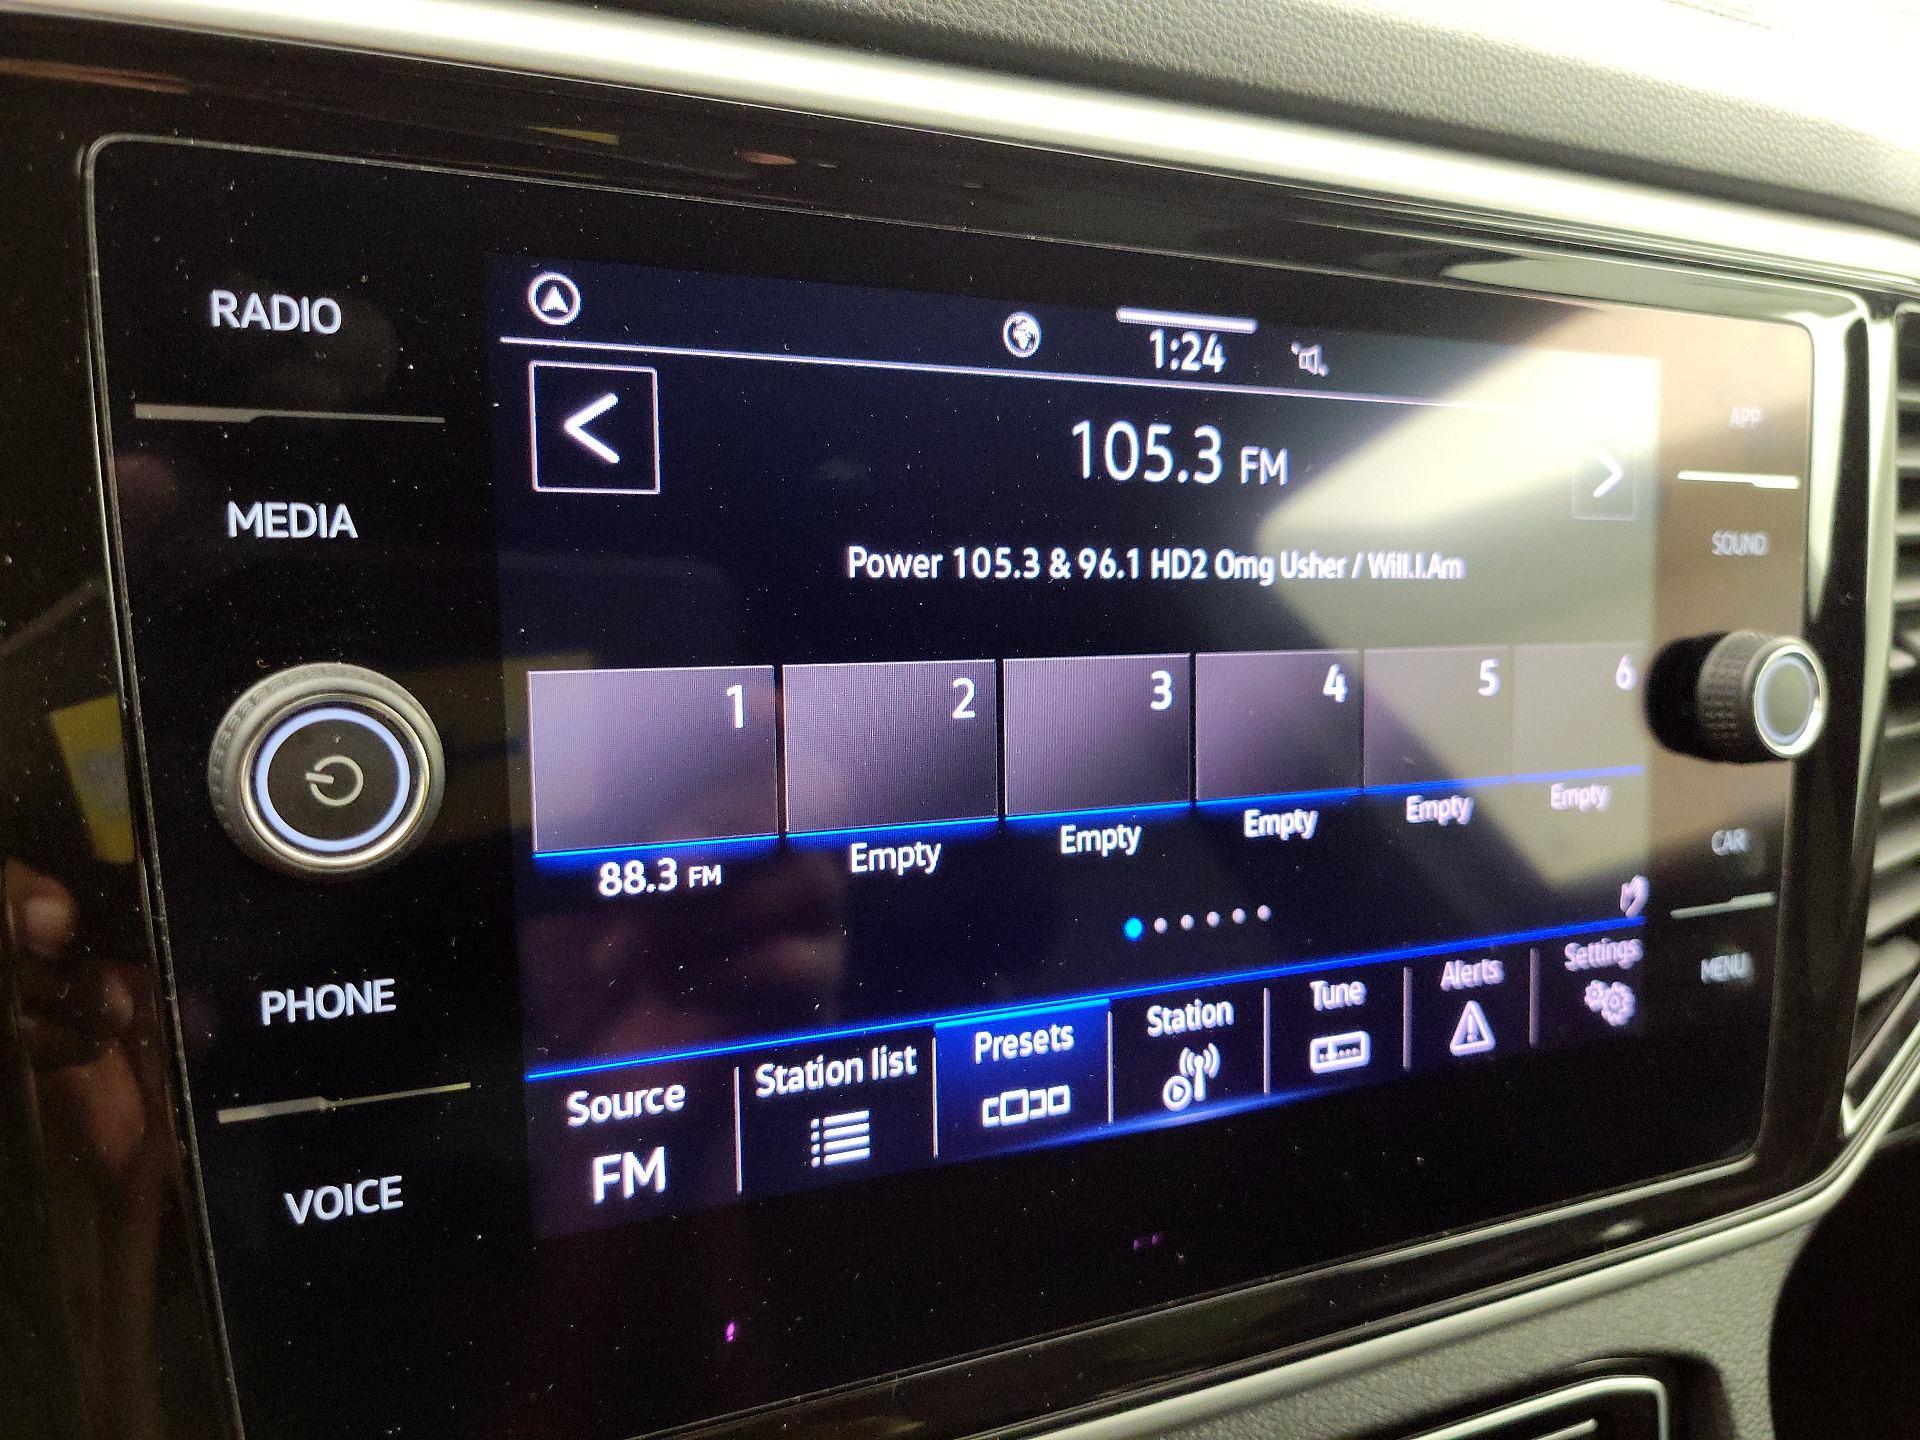 RADIO
MEDIA
PHONE
VOICE
1:24
105.3 FM
Power 105.3 & 96.1 HD2 Omg Usher / Will.I.Am
1
2
3
4
5
6
88.3 FM
Empty
Empty
Empty
Empty
Empty
Source
FM
Station list
Presets
Station
Tune
Alerts
Settings
APP
SOUND
CAR
MENU